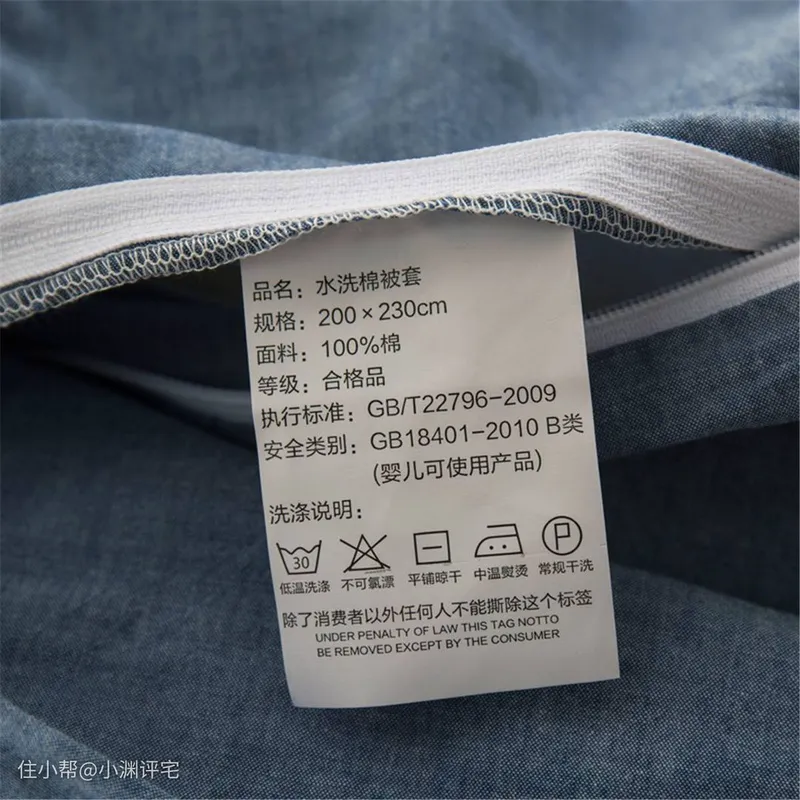 品名：水洗棉被套
规格：200×230cm
面料：100%棉
等级：合格品
执行标准：GB/T22796-2009
安全类别：GB18401-2010 B类
(婴儿可使用产品)
洗涤说明：
30
P
低温洗涤 不可氯漂 平铺晾干 中温熨烫 常规干洗
除了消费者以外任何人不能撕除这个标签
UNDER PENALTY OF LAW THIS TAG NOTTO
BE REMOVED EXCEPT BY THE CONSUMER
住小帮@小渊评宅